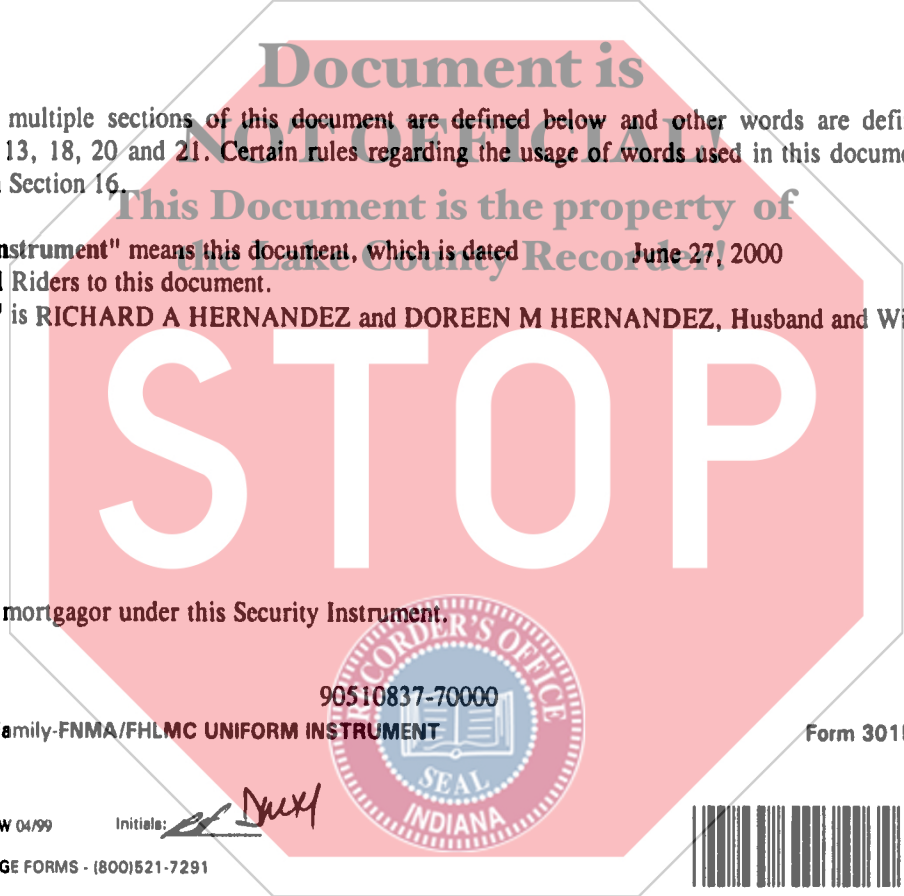 Document is
multiple sections of this document are defined below and other words are defi
NOT OFFICIAL
13, 18, 20 and 21. Certain rules regarding the usage of words used in this docume
Section 16.
This Document is the property of
nstrument" means this document, which is dated June 27, 2000
the Lake County Recorder!
Riders to this document.
" is RICHARD A HERNANDEZ and DOREEN M HERNANDEZ, Husband and Wi
STOP
mortgagor under this Security Instrument.
RECORDER'S OFFICE
90510837-70000
amily-FNMA/FHLMC UNIFORM INSTRUMENT
Form 301
SEAL
INDIANA
W 04/99
Initials:
GE FORMS - (800)521-7291